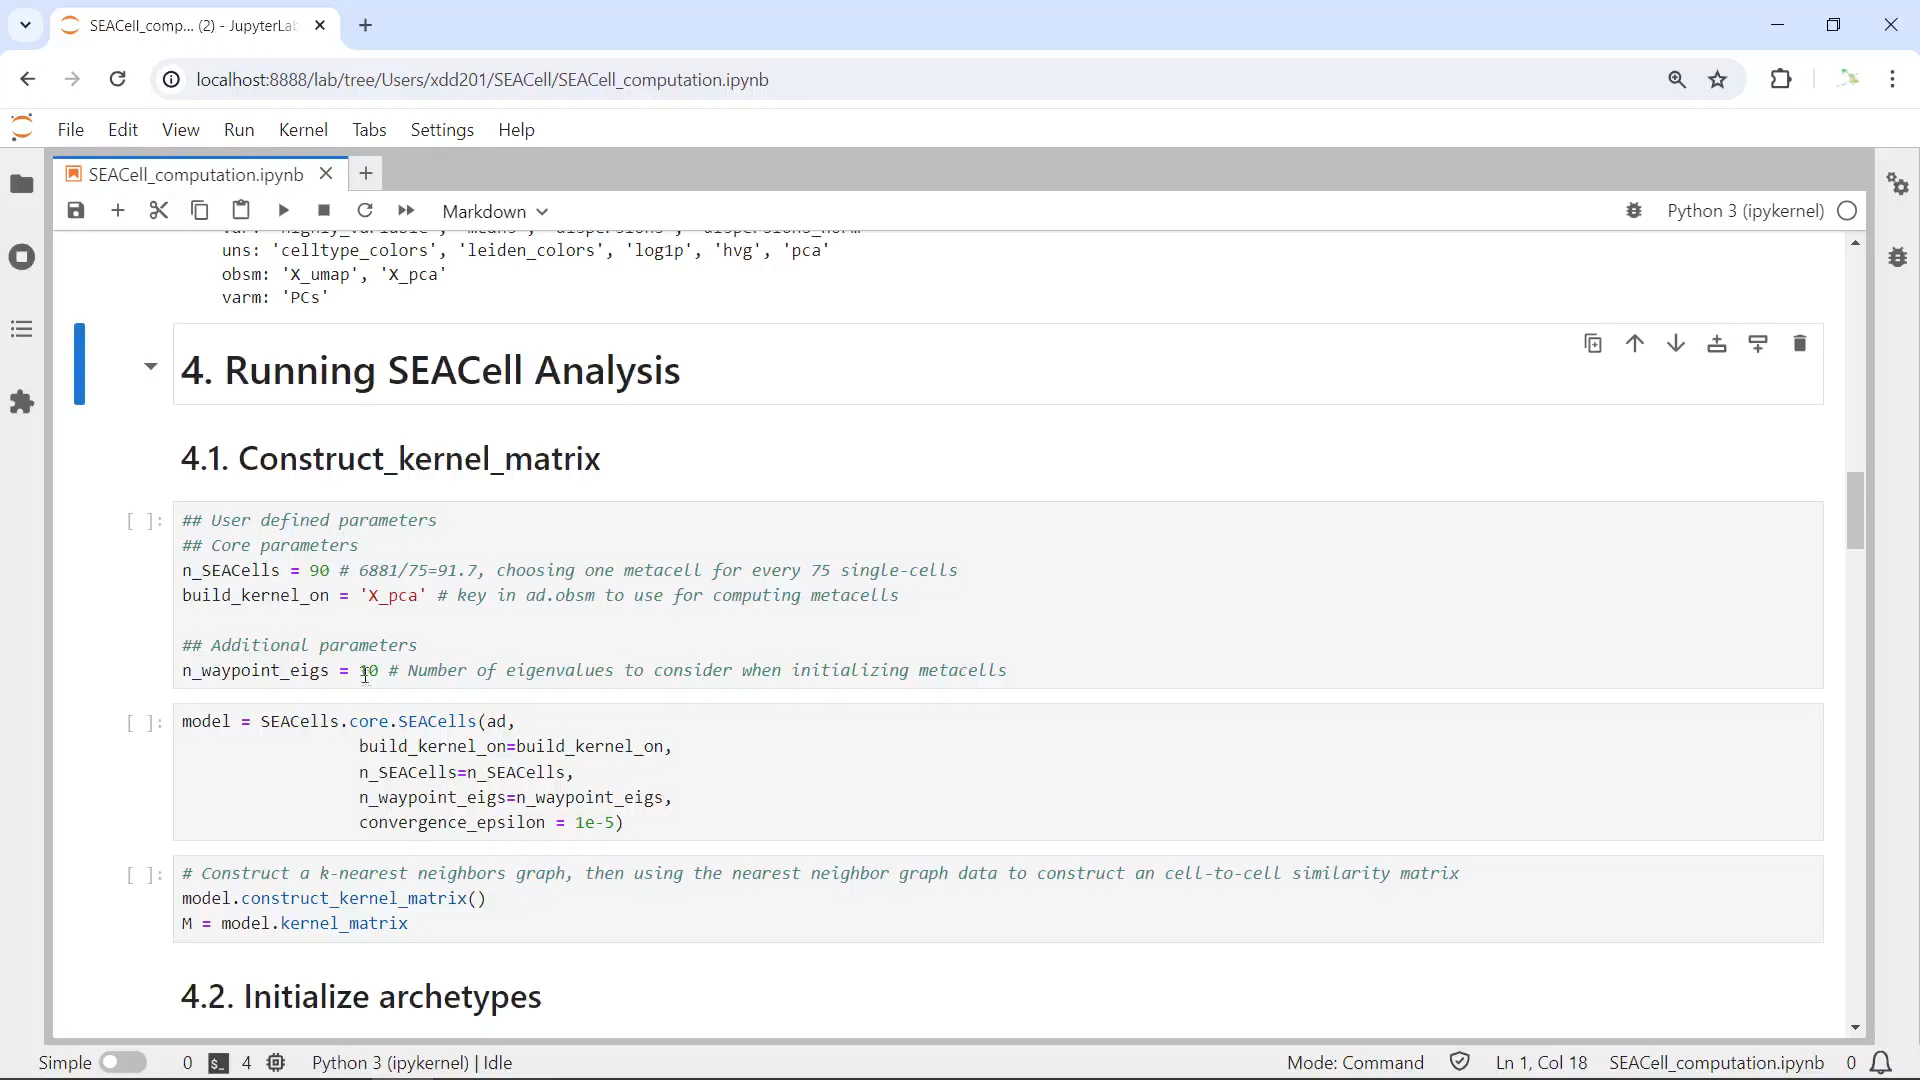 SEACell_comp... (2) - JupyterLab
localhost:8888/lab/tree/Users/xdd201/SEACell/SEACell_computation.ipynb
File Edit View Run Kernel Tabs Settings Help
SEACell_computation.ipynb
Markdown Python 3 (ipykernel)
uns: 'celltype_colors', 'leiden_colors', 'log1p', 'hvg', 'pca'
obsm: 'X_umap', 'X_pca'
varm: 'PCs'
4. Running SEACell Analysis
4.1. Construct_kernel_matrix
[ ]: ## User defined parameters
## Core parameters
n_SEACells = 90 # 6881/75=91.7, choosing one metacell for every 75 single-cells
build_kernel_on = 'X_pca' # key in ad.obsm to use for computing metacells
## Additional parameters
n_waypoint_eigs = 10 # Number of eigenvalues to consider when initializing metacells
[ ]: model = SEACells.core.SEACells(ad,
build_kernel_on=build_kernel_on,
n_SEACells=n_SEACells,
n_waypoint_eigs=n_waypoint_eigs,
convergence_epsilon = 1e-5)
[ ]: # Construct a k-nearest neighbors graph, then using the nearest neighbor graph data to construct an cell-to-cell similarity matrix
model.construct_kernel_matrix()
M = model.kernel_matrix
4.2. Initialize archetypes
Simple 0 $_ 4 Python 3 (ipykernel) | Idle Mode: Command Ln 1, Col 18 SEACell_computation.ipynb 0